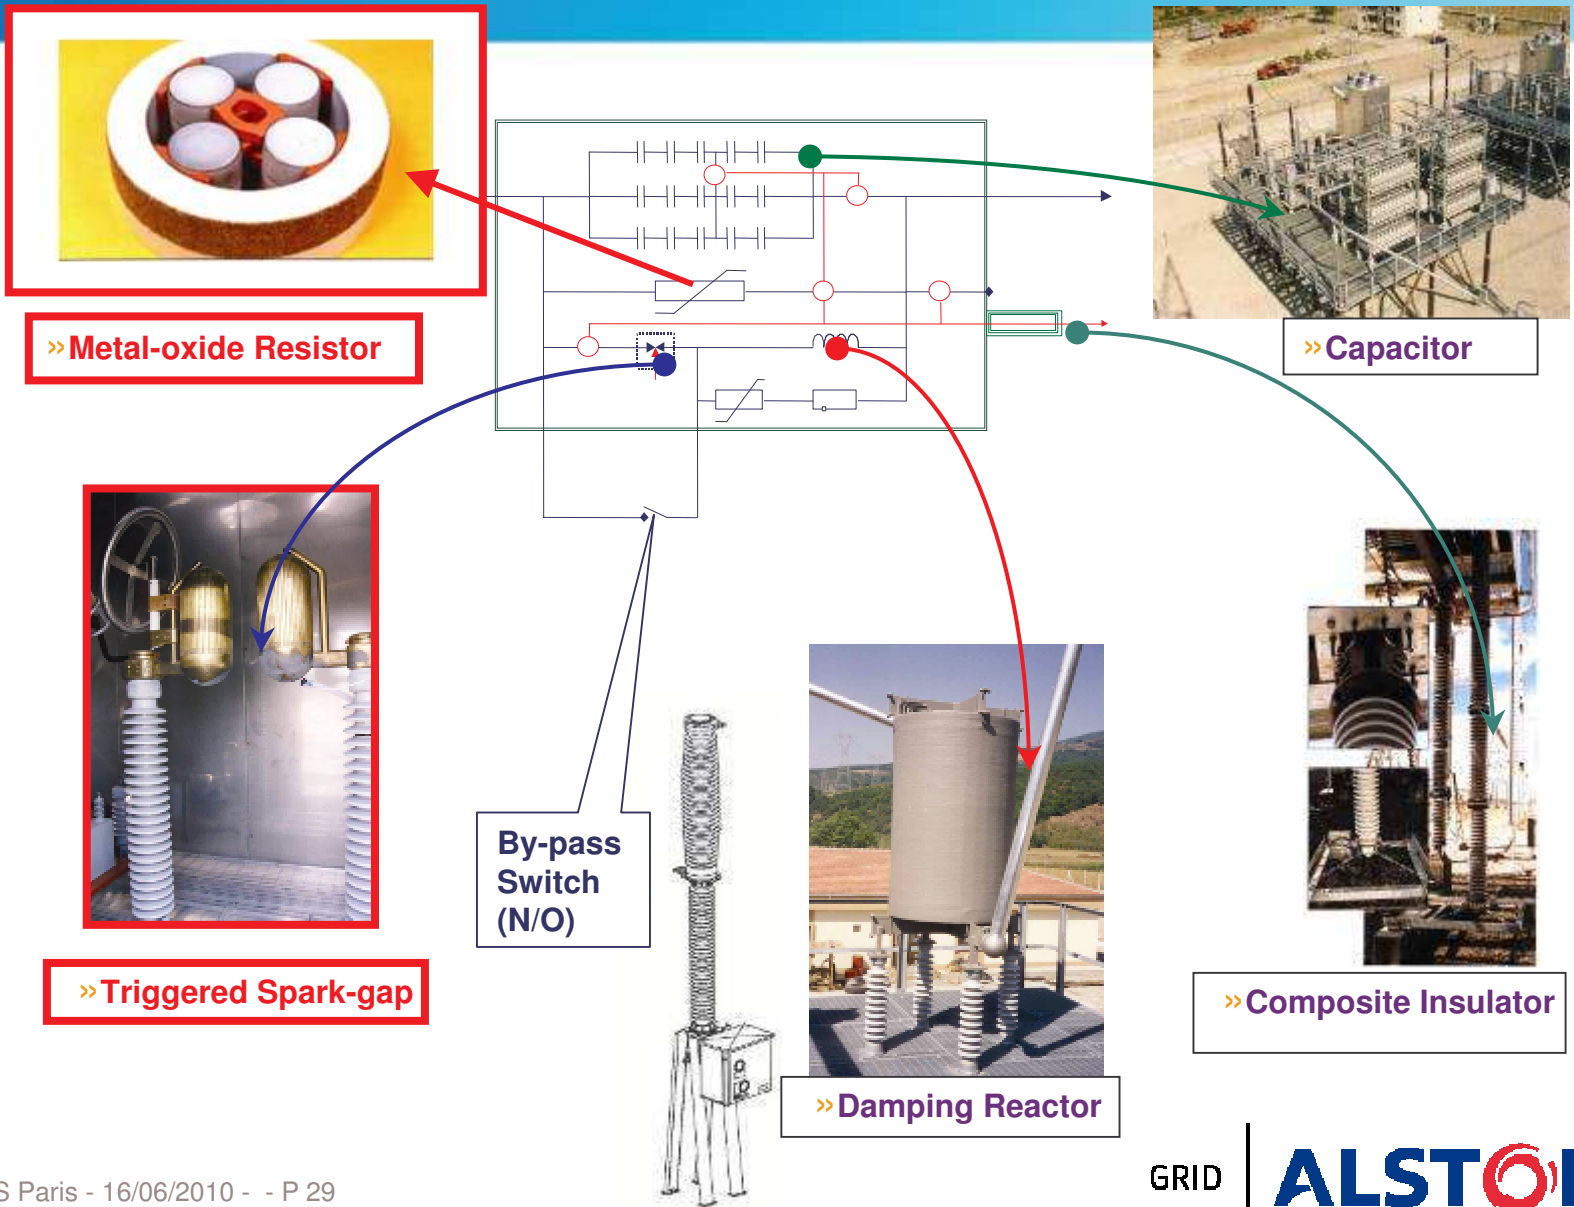 »Metal-oxide Resistor
»Capacitor
By-pass
Switch
(N/O)
»Triggered Spark-gap
»Composite Insulator
»Damping Reactor
S Paris - 16/06/2010 - - P 29
GRID
ALSTO